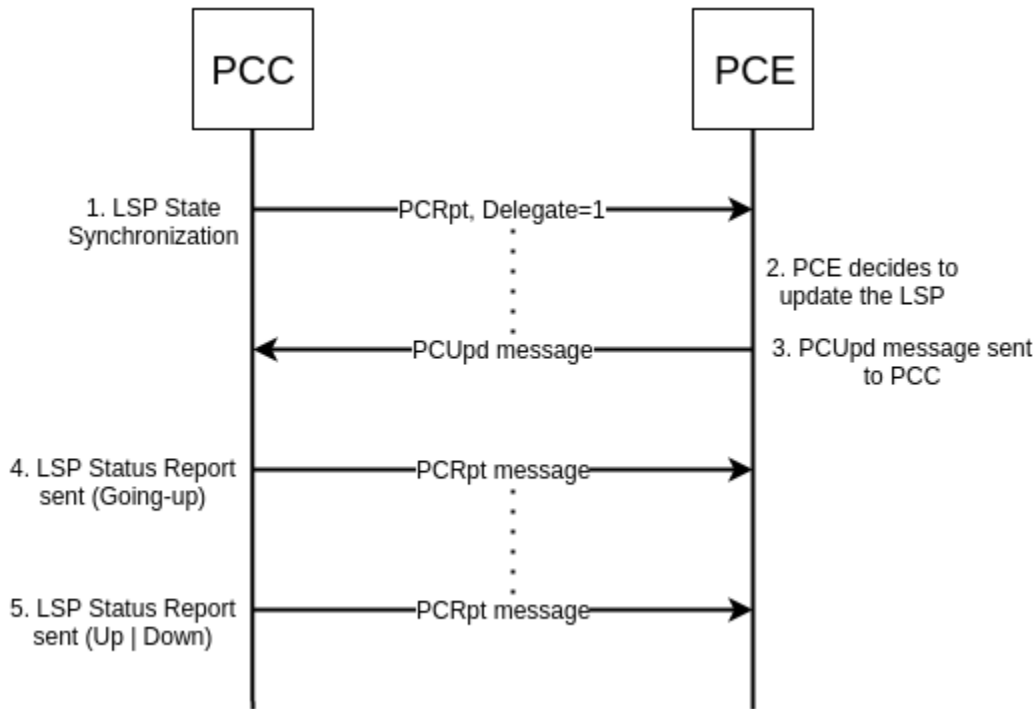 PCC
PCE
1. LSP State
Synchronization
PCRpt, Delegate=1
2. PCE decides to
update the LSP
PCUpd message
3. PCUpd message sent
to PCC
4. LSP Status Report
sent (Going-up)
PCRpt message
5. LSP Status Report
sent (Up | Down)
PCRpt message